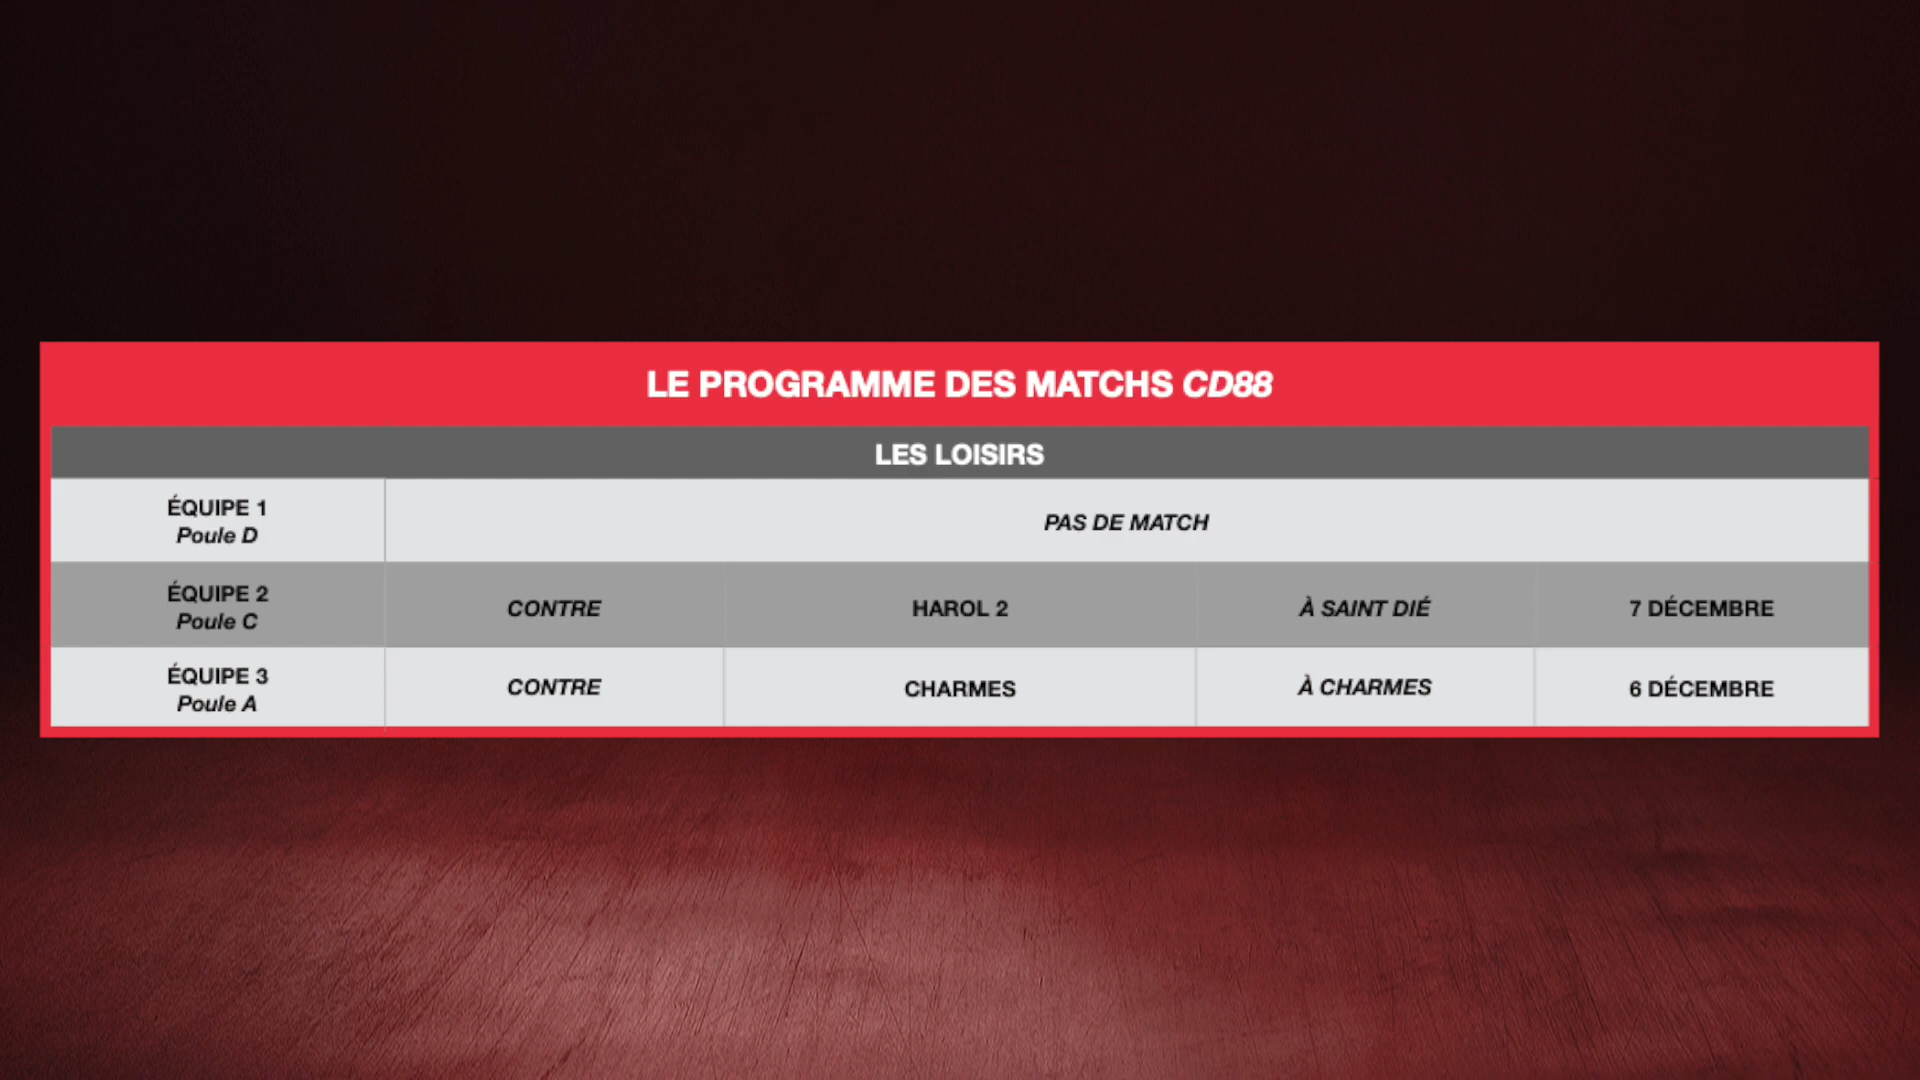 LE PROGRAMME DES MATCHS CD88
LES LOISIRS
ÉQUIPE 1
Poule D
PAS DE MATCH
ÉQUIPE 2
Poule C
CONTRE
HAROL 2
À SAINT DIÉ
7 DÉCEMBRE
ÉQUIPE 3
Poule A
CONTRE
CHARMES
À CHARMES
6 DÉCEMBRE